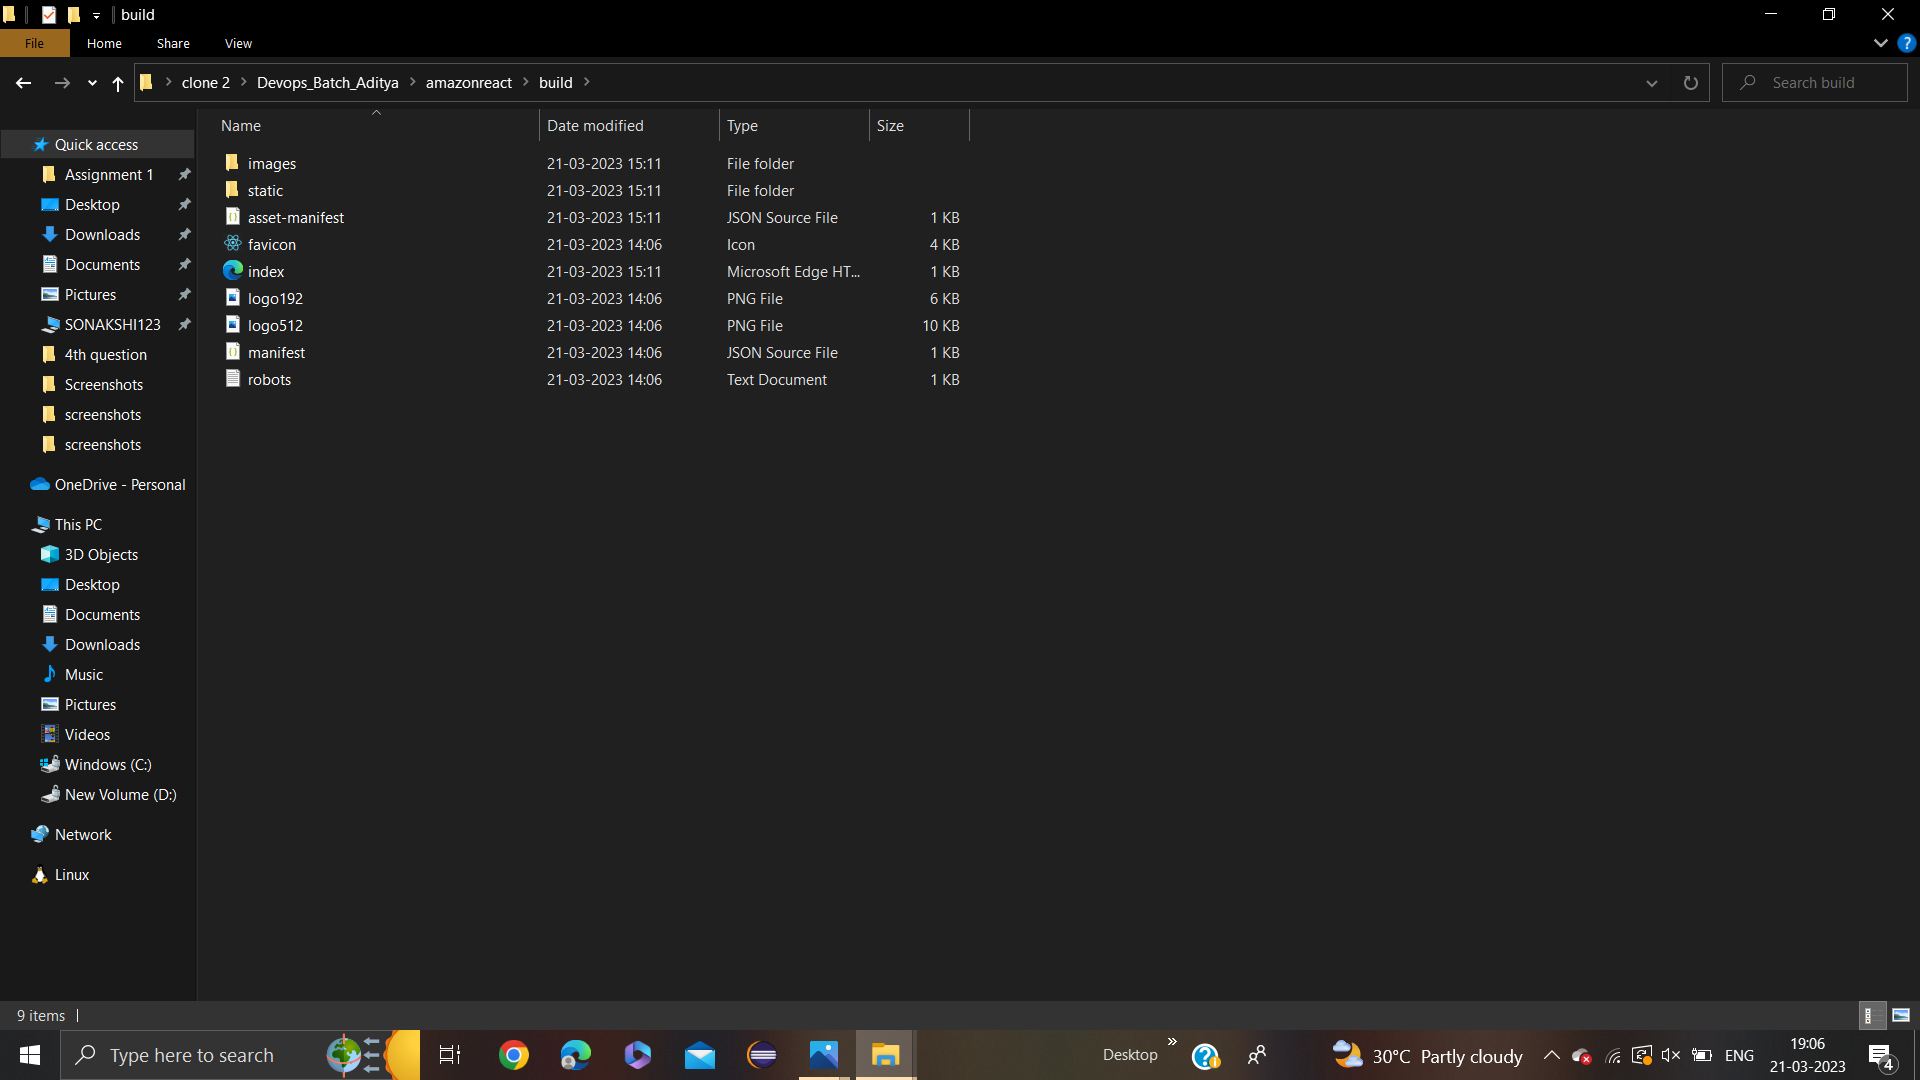 build
File Home Share View
clone 2 Devops_Batch_Aditya amazonreact build
Search build
Name Date modified Type Size
images 21-03-2023 15:11 File folder
static 21-03-2023 15:11 File folder
asset-manifest 21-03-2023 15:11 JSON Source File 1 KB
favicon 21-03-2023 14:06 Icon 4 KB
index 21-03-2023 15:11 Microsoft Edge HT... 1 KB
logo192 21-03-2023 14:06 PNG File 6 KB
logo512 21-03-2023 14:06 PNG File 10 KB
manifest 21-03-2023 14:06 JSON Source File 1 KB
robots 21-03-2023 14:06 Text Document 1 KB
Quick access
Assignment 1
Desktop
Downloads
Documents
Pictures
SONAKSHI123
4th question
Screenshots
screenshots
screenshots
OneDrive - Personal
This PC
3D Objects
Desktop
Documents
Downloads
Music
Pictures
Videos
Windows (C:)
New Volume (D:)
Network
Linux
9 items
Type here to search
Desktop
30°C Partly cloudy
ENG
19:06
21-03-2023
4